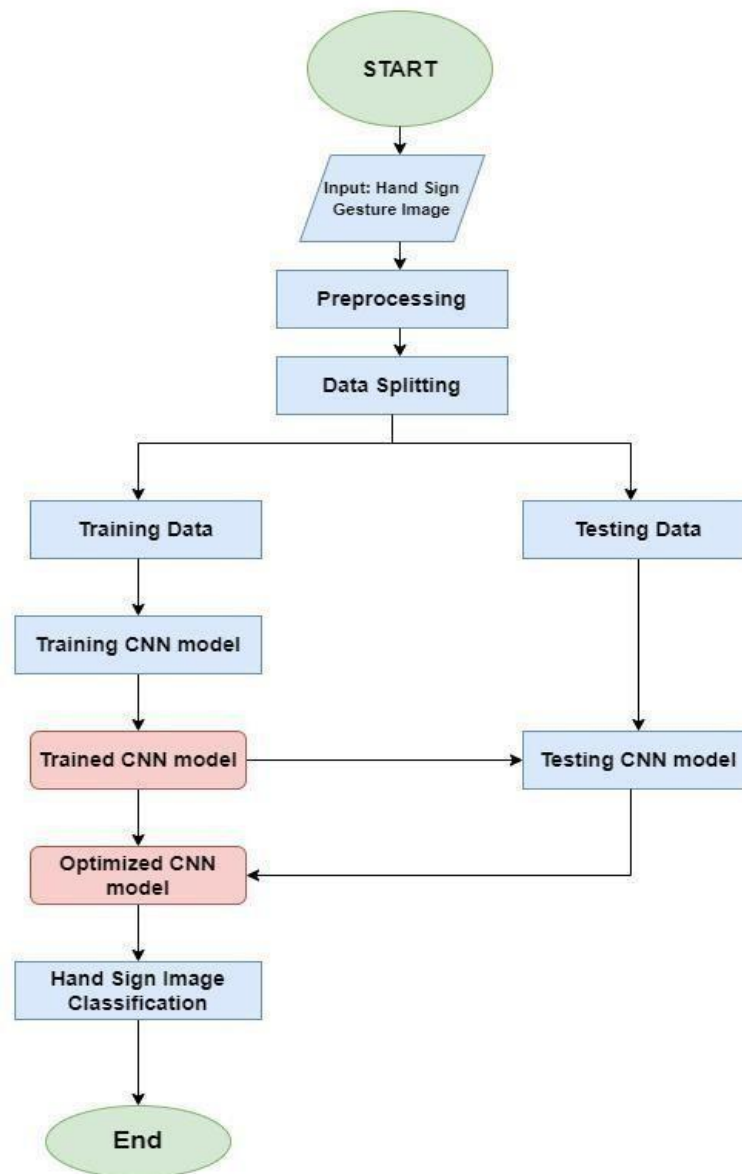 START
Input: Hand Sign
Gesture Image
Preprocessing
Data Splitting
Training Data
Testing Data
Training CNN model
Trained CNN model
Testing CNN model
Optimized CNN
model
Hand Sign Image
Classification
End